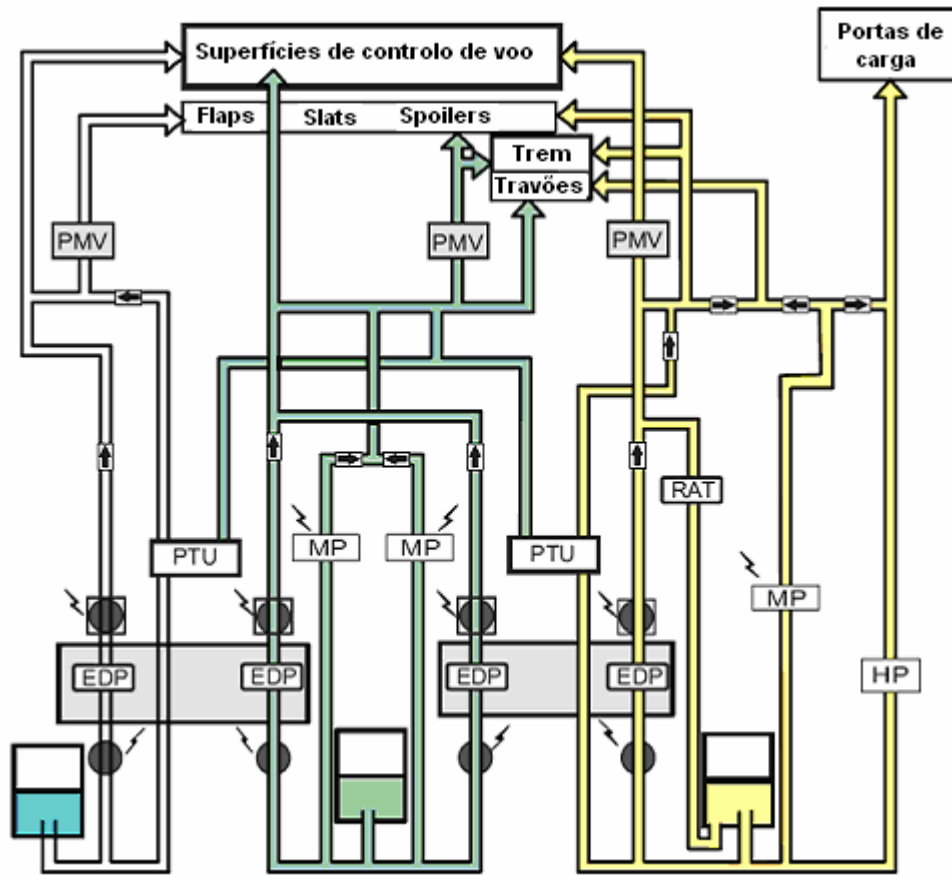 Superfícies de controlo de voo
Portas de
carga
Flaps Slats Spoilers
Trem
Travões
PMV PMV PMV
RAT
MP MP
PTU PTU
MP
EDP EDP EDP EDP
HP